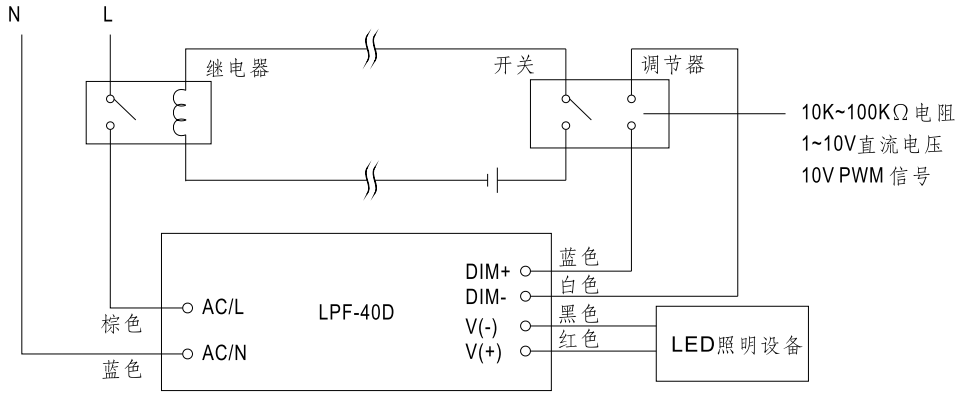 N
L
继电器
开关
调节器
10K~100KΩ电阻
1~10V直流电压
10V PWM 信号
DIM+
蓝色
DIM-
白色
AC/L
LPF-40D
V(-)
黑色
棕色
V(+)
红色
LED照明设备
AC/N
蓝色